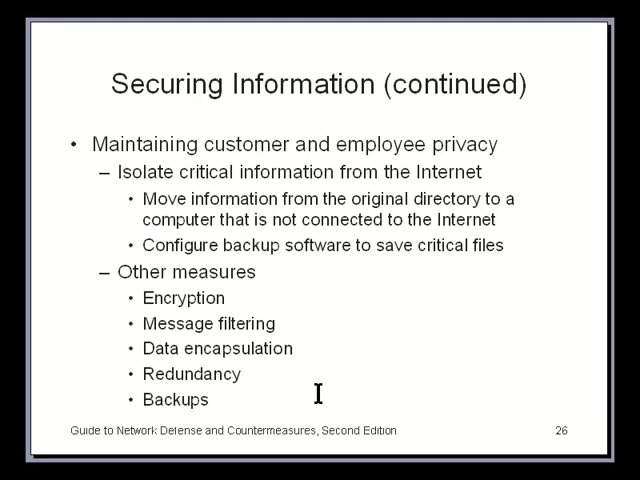 Securing Information (continued)
• Maintaining customer and employee privacy
– Isolate critical information from the Internet
• Move information from the original directory to a
computer that is not connected to the Internet
• Configure backup software to save critical files
– Other measures
• Encryption
• Message filtering
• Data encapsulation
• Redundancy
• Backups
Guide to Network Defense and Countermeasures, Second Edition
26